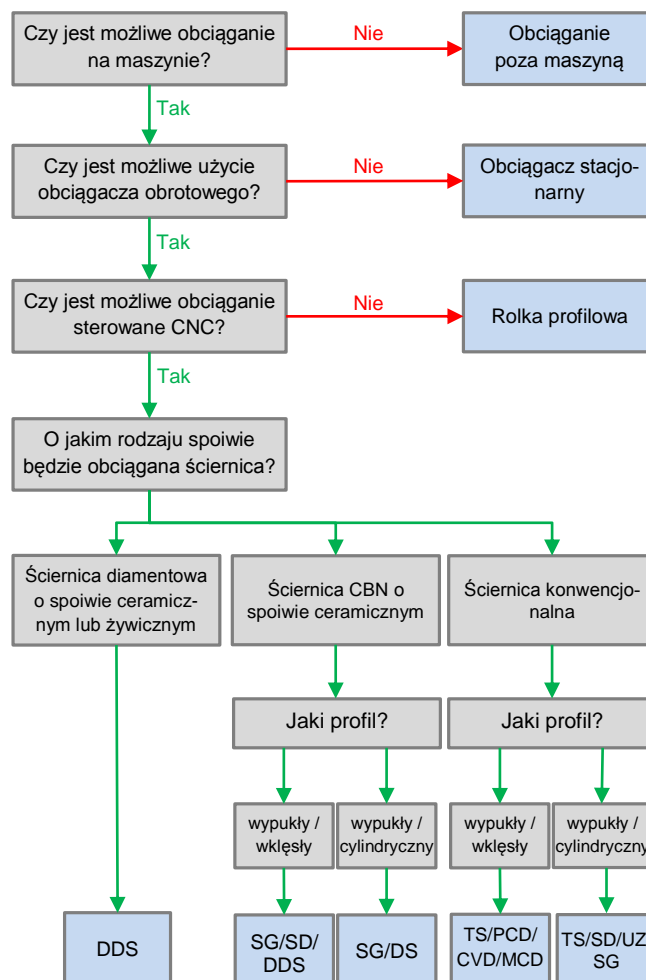 Czy jest możliwe obciąganie
na maszynie?
Nie
Obciąganie
poza maszyną
Tak
Czy jest możliwe użycie
obciągacza obrotowego?
Nie
Obciągacz stacjo-
narny
Tak
Czy jest możliwe obciąganie
sterowane CNC?
Nie
Rolka profilowa
Tak
O jakim rodzaju spoiwie
będzie obciągana ściernica?
Ściernica diamentowa
o spoiwie ceramicz-
nym lub żywicznym
Ściernica CBN o
spoiwie ceramicznym
Ściernica konwencjo-
nalna
Jaki profil?
Jaki profil?
wypukły /
wklęsły
wypukły /
cylindryczny
wypukły /
wklęsły
wypukły /
cylindryczny
DDS
SG/SD/
DDS
SG/DS
TS/PCD/
CVD/MCD
TS/SD/UZ
SG